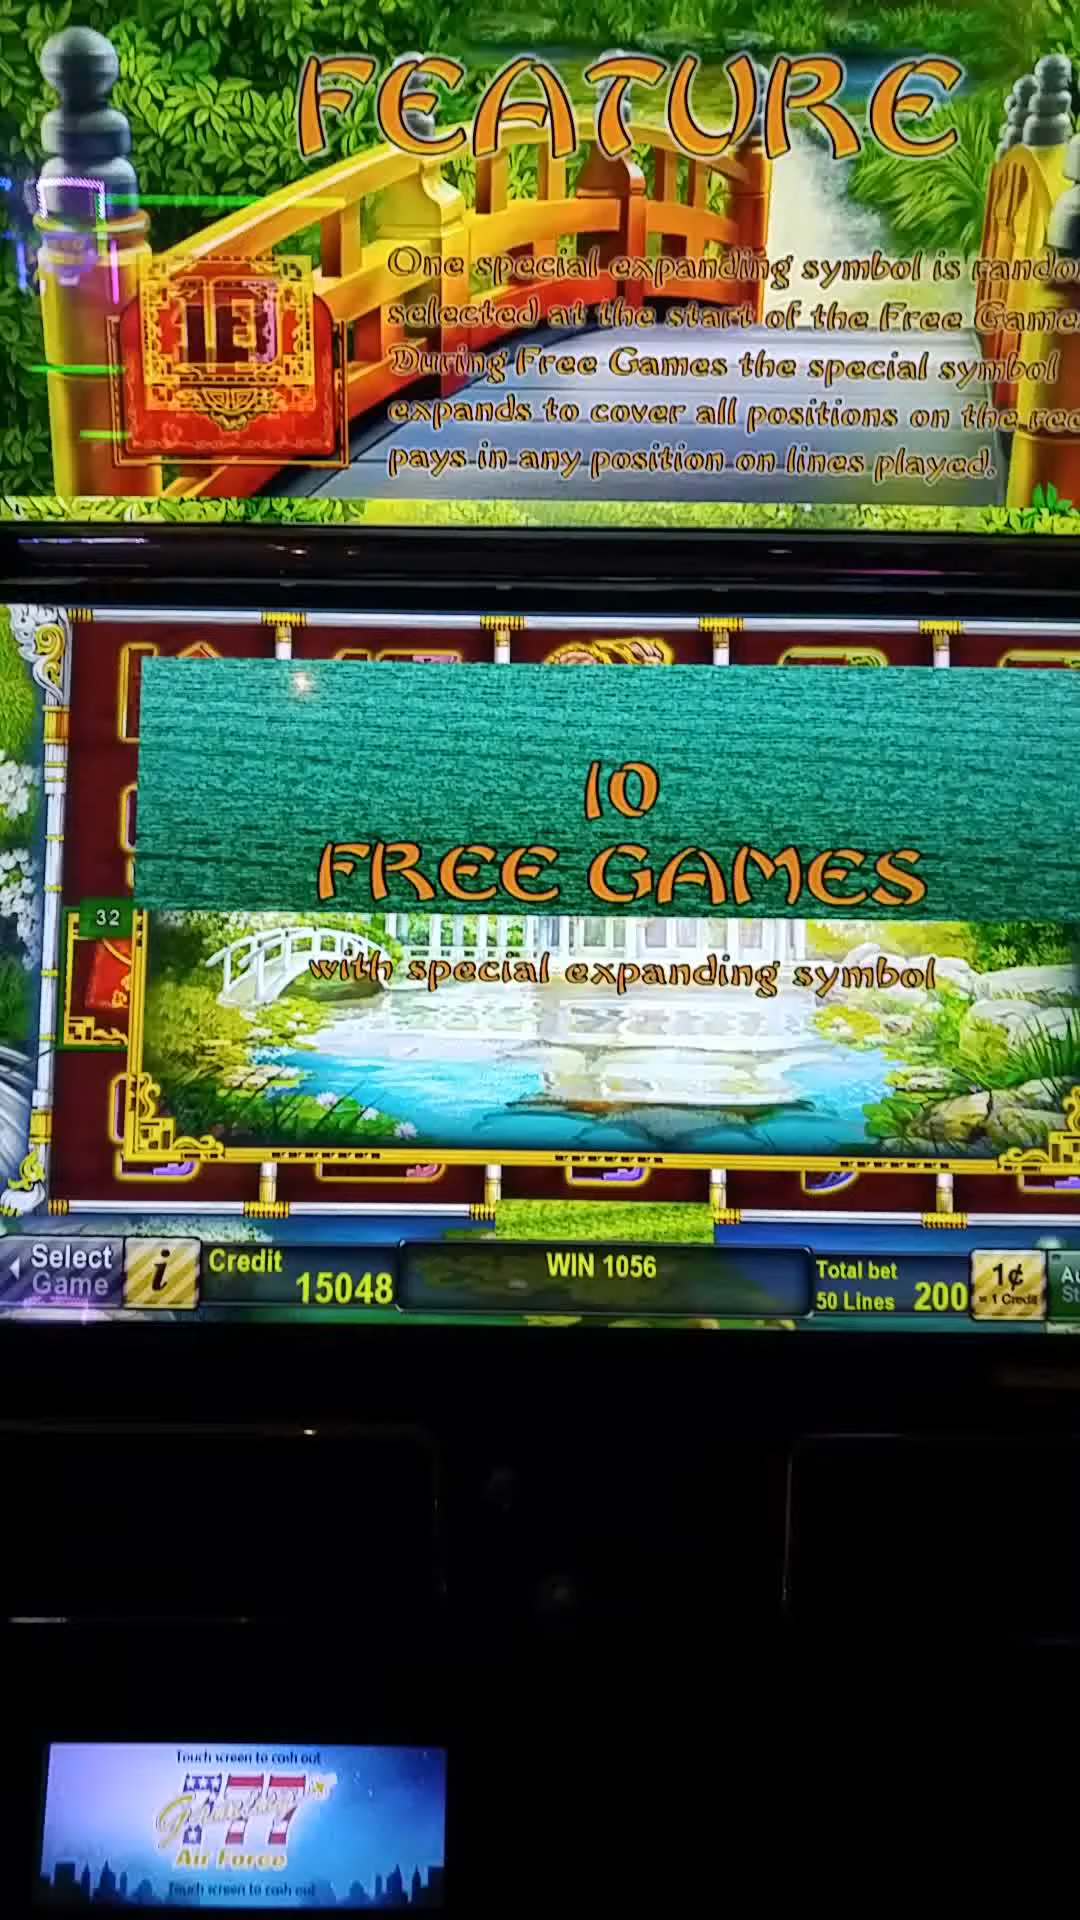 FEATURE
One special expanding symbol is
selected at the start of the Free
During Free Games the special symbol
expands to cover all positions on the
pays in any position on lines played.
10
FREE GAMES
32
with special expanding symbol
Select
Game
i
Credit
15048
WIN 1056
Total bet
50 Lines 200
1¢
= 1 Credit
Touch screen to cash out
777
Air Force
Touch screen to cash out